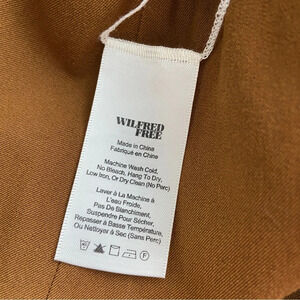 WILFRED
FREE
Made in China
Fabriqué en Chine
Machine Wash Cold,
No Bleach, Hang To Dry,
Low Iron, Or Dry Clean (No Perc)
Laver À La Machine À
L'eau Froide,
Pas De Blanchiment,
Suspendre Pour Sécher,
Repasser À Basse Température,
Ou Nettoyer À Sec (Sans Perc)
F